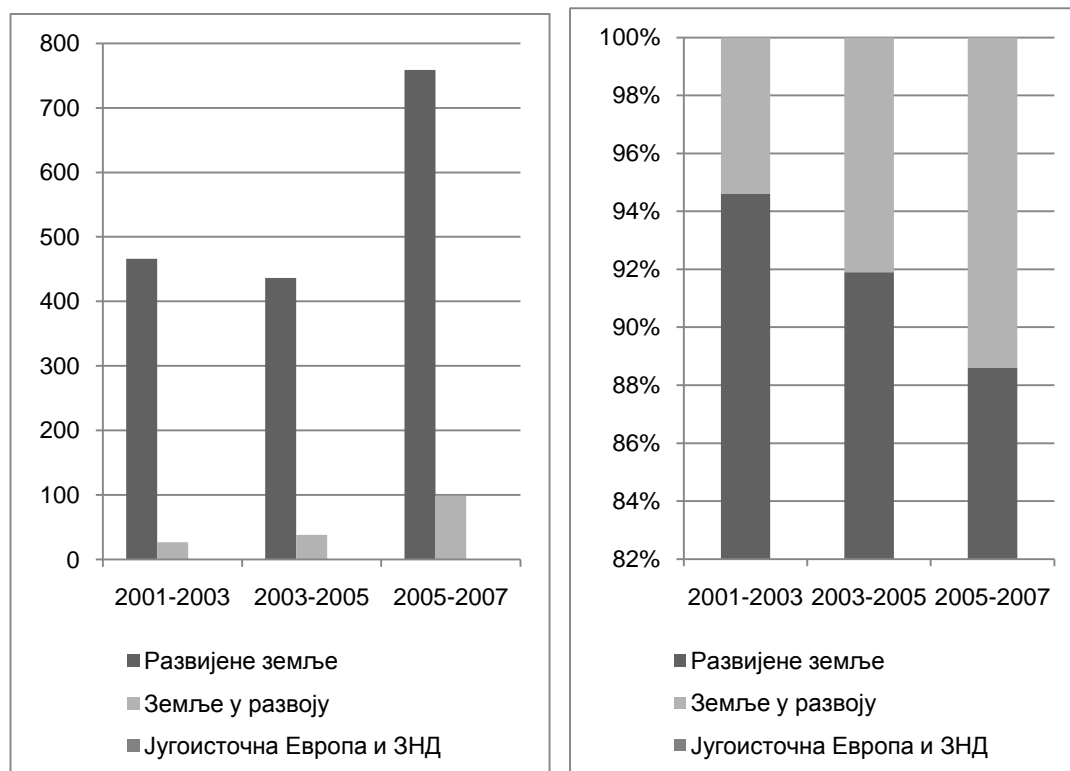 800
700
600
500
400
300
200
100
0
2001-2003 2003-2005 2005-2007
Развијене земље
Земље у развоју
Југоисточна Европа и ЗНД
100%
98%
96%
94%
92%
90%
88%
86%
84%
82%
2001-2003 2003-2005 2005-2007
Развијене земље
Земље у развоју
Југоисточна Европа и ЗНД